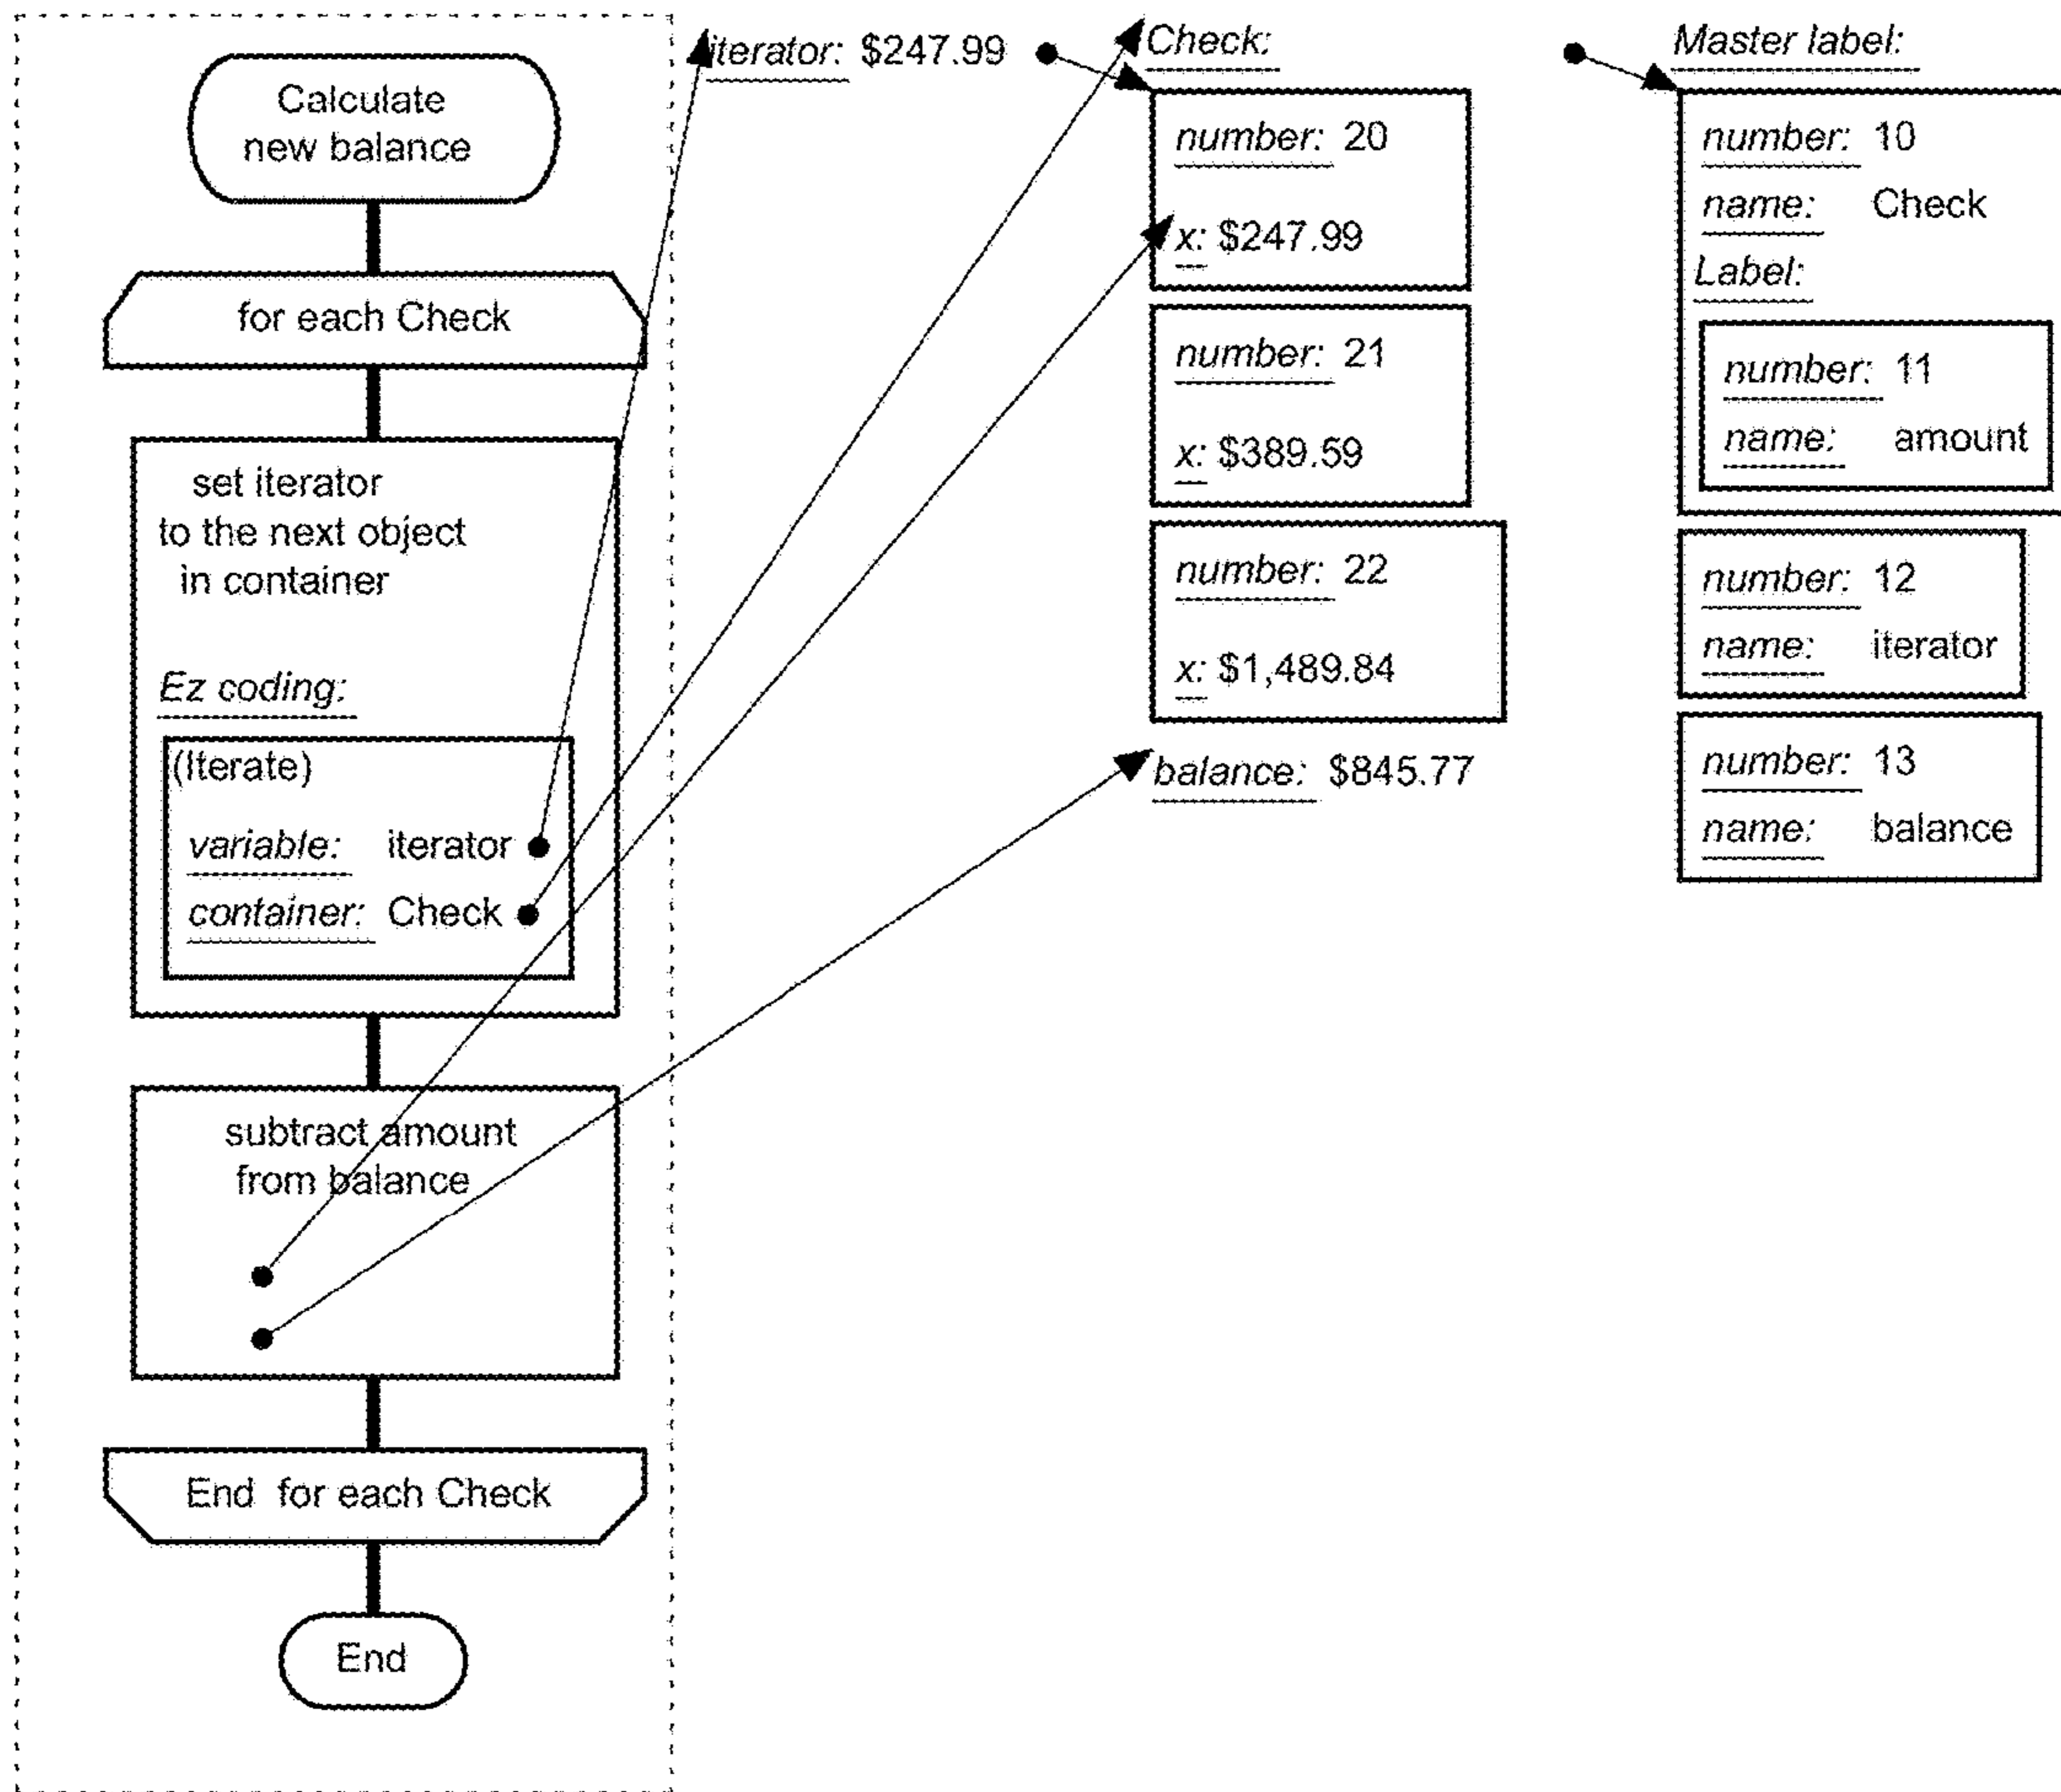 Calculate
new balance
for each Check
set iterator
to the next object
in container
Ez coding:
(Iterate)
variable: iterator
container: Check
subtract amount
from balance
End for each Check
End
iterator: $247.99
Check:
number: 20
x: $247.99
number: 21
x: $389.59
number: 22
x: $1,489.84
balance: $845.77
Master label:
number: 10
name: Check
Label:
number: 11
name: amount
number: 12
name: iterator
number: 13
name: balance